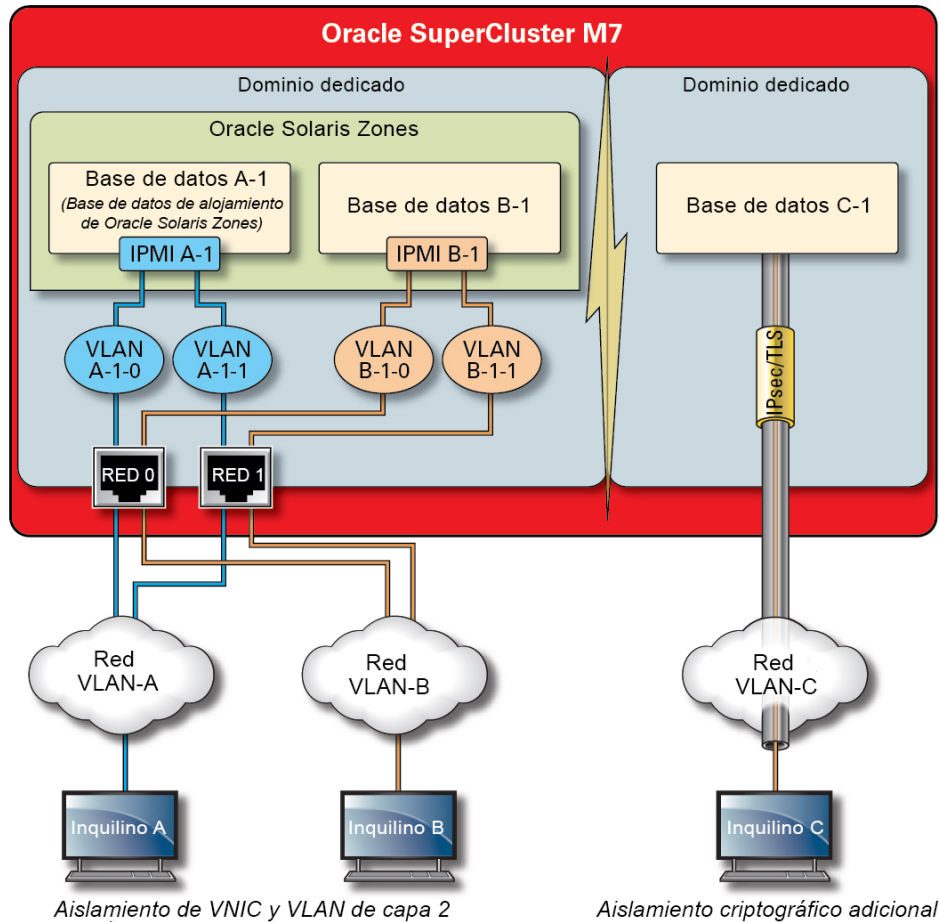 Oracle SuperCluster M7
Dominio dedicado
Dominio dedicado
Oracle Solaris Zones
Base de datos A-1
(Base de datos de alojamiento
de Oracle Solaris Zones)
Base de datos B-1
Base de datos C-1
IPMI A-1
IPMI B-1
VLAN
A-1-0
VLAN
A-1-1
VLAN
B-1-0
VLAN
B-1-1
IPsec/TLS
RED 0
RED 1
Red
VLAN-A
Red
VLAN-B
Red
VLAN-C
Inquilino A
Inquilino B
Inquilino C
Aislamiento de VNIC y VLAN de capa 2
Aislamiento criptográfico adicional